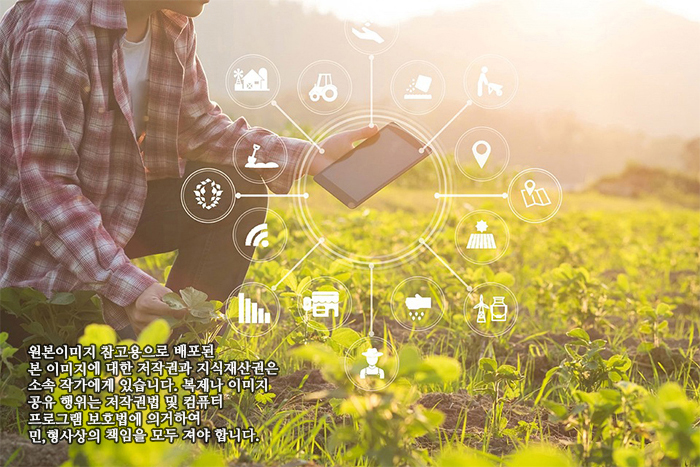 원본이미지 참고용으로 배포된
본 이미지에 대한 저작권과 지식재산권은
소속 작가에게 있습니다. 복제나 이미지
공유 행위는 저작권법 및 컴퓨터
프로그램 보호법에 의거하여
민,형사상의 책임을 모두 져야 합니다.